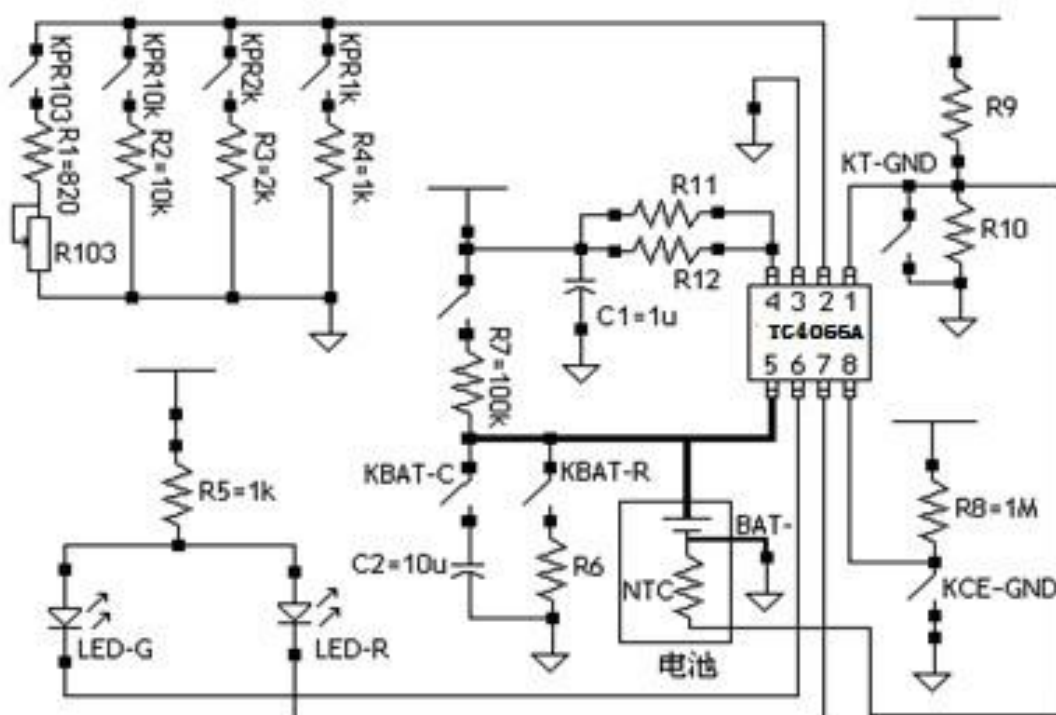 KPR103
KPR10k
KPR2k
KPR1k
R1=820
R2=10k
R3=2k
R4=1k
R103
R9
KT-GND
R10
R11
R12
C1=1u
4 3 2 1
TC4066A
5 6 7 8
R7=100k
R5=1k
KBAT-C
KBAT-R
BAT-
R8=1M
C2=10u
R6
NTC
KCE-GND
LED-G
LED-R
电池